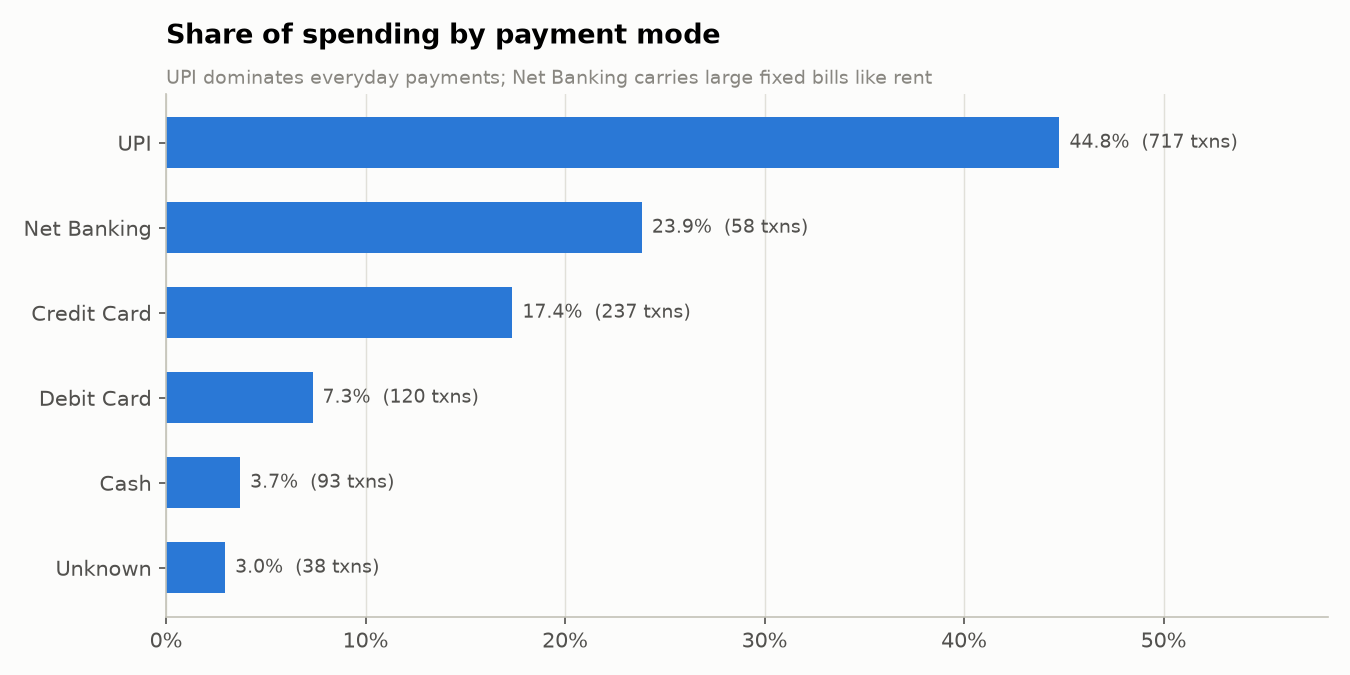 Share of spending by payment mode
UPI dominates everyday payments; Net Banking carries large fixed bills like rent
UPI 44.8% (717 txns)
Net Banking 23.9% (58 txns)
Credit Card 17.4% (237 txns)
Debit Card 7.3% (120 txns)
Cash 3.7% (93 txns)
Unknown 3.0% (38 txns)
0% 10% 20% 30% 40% 50%